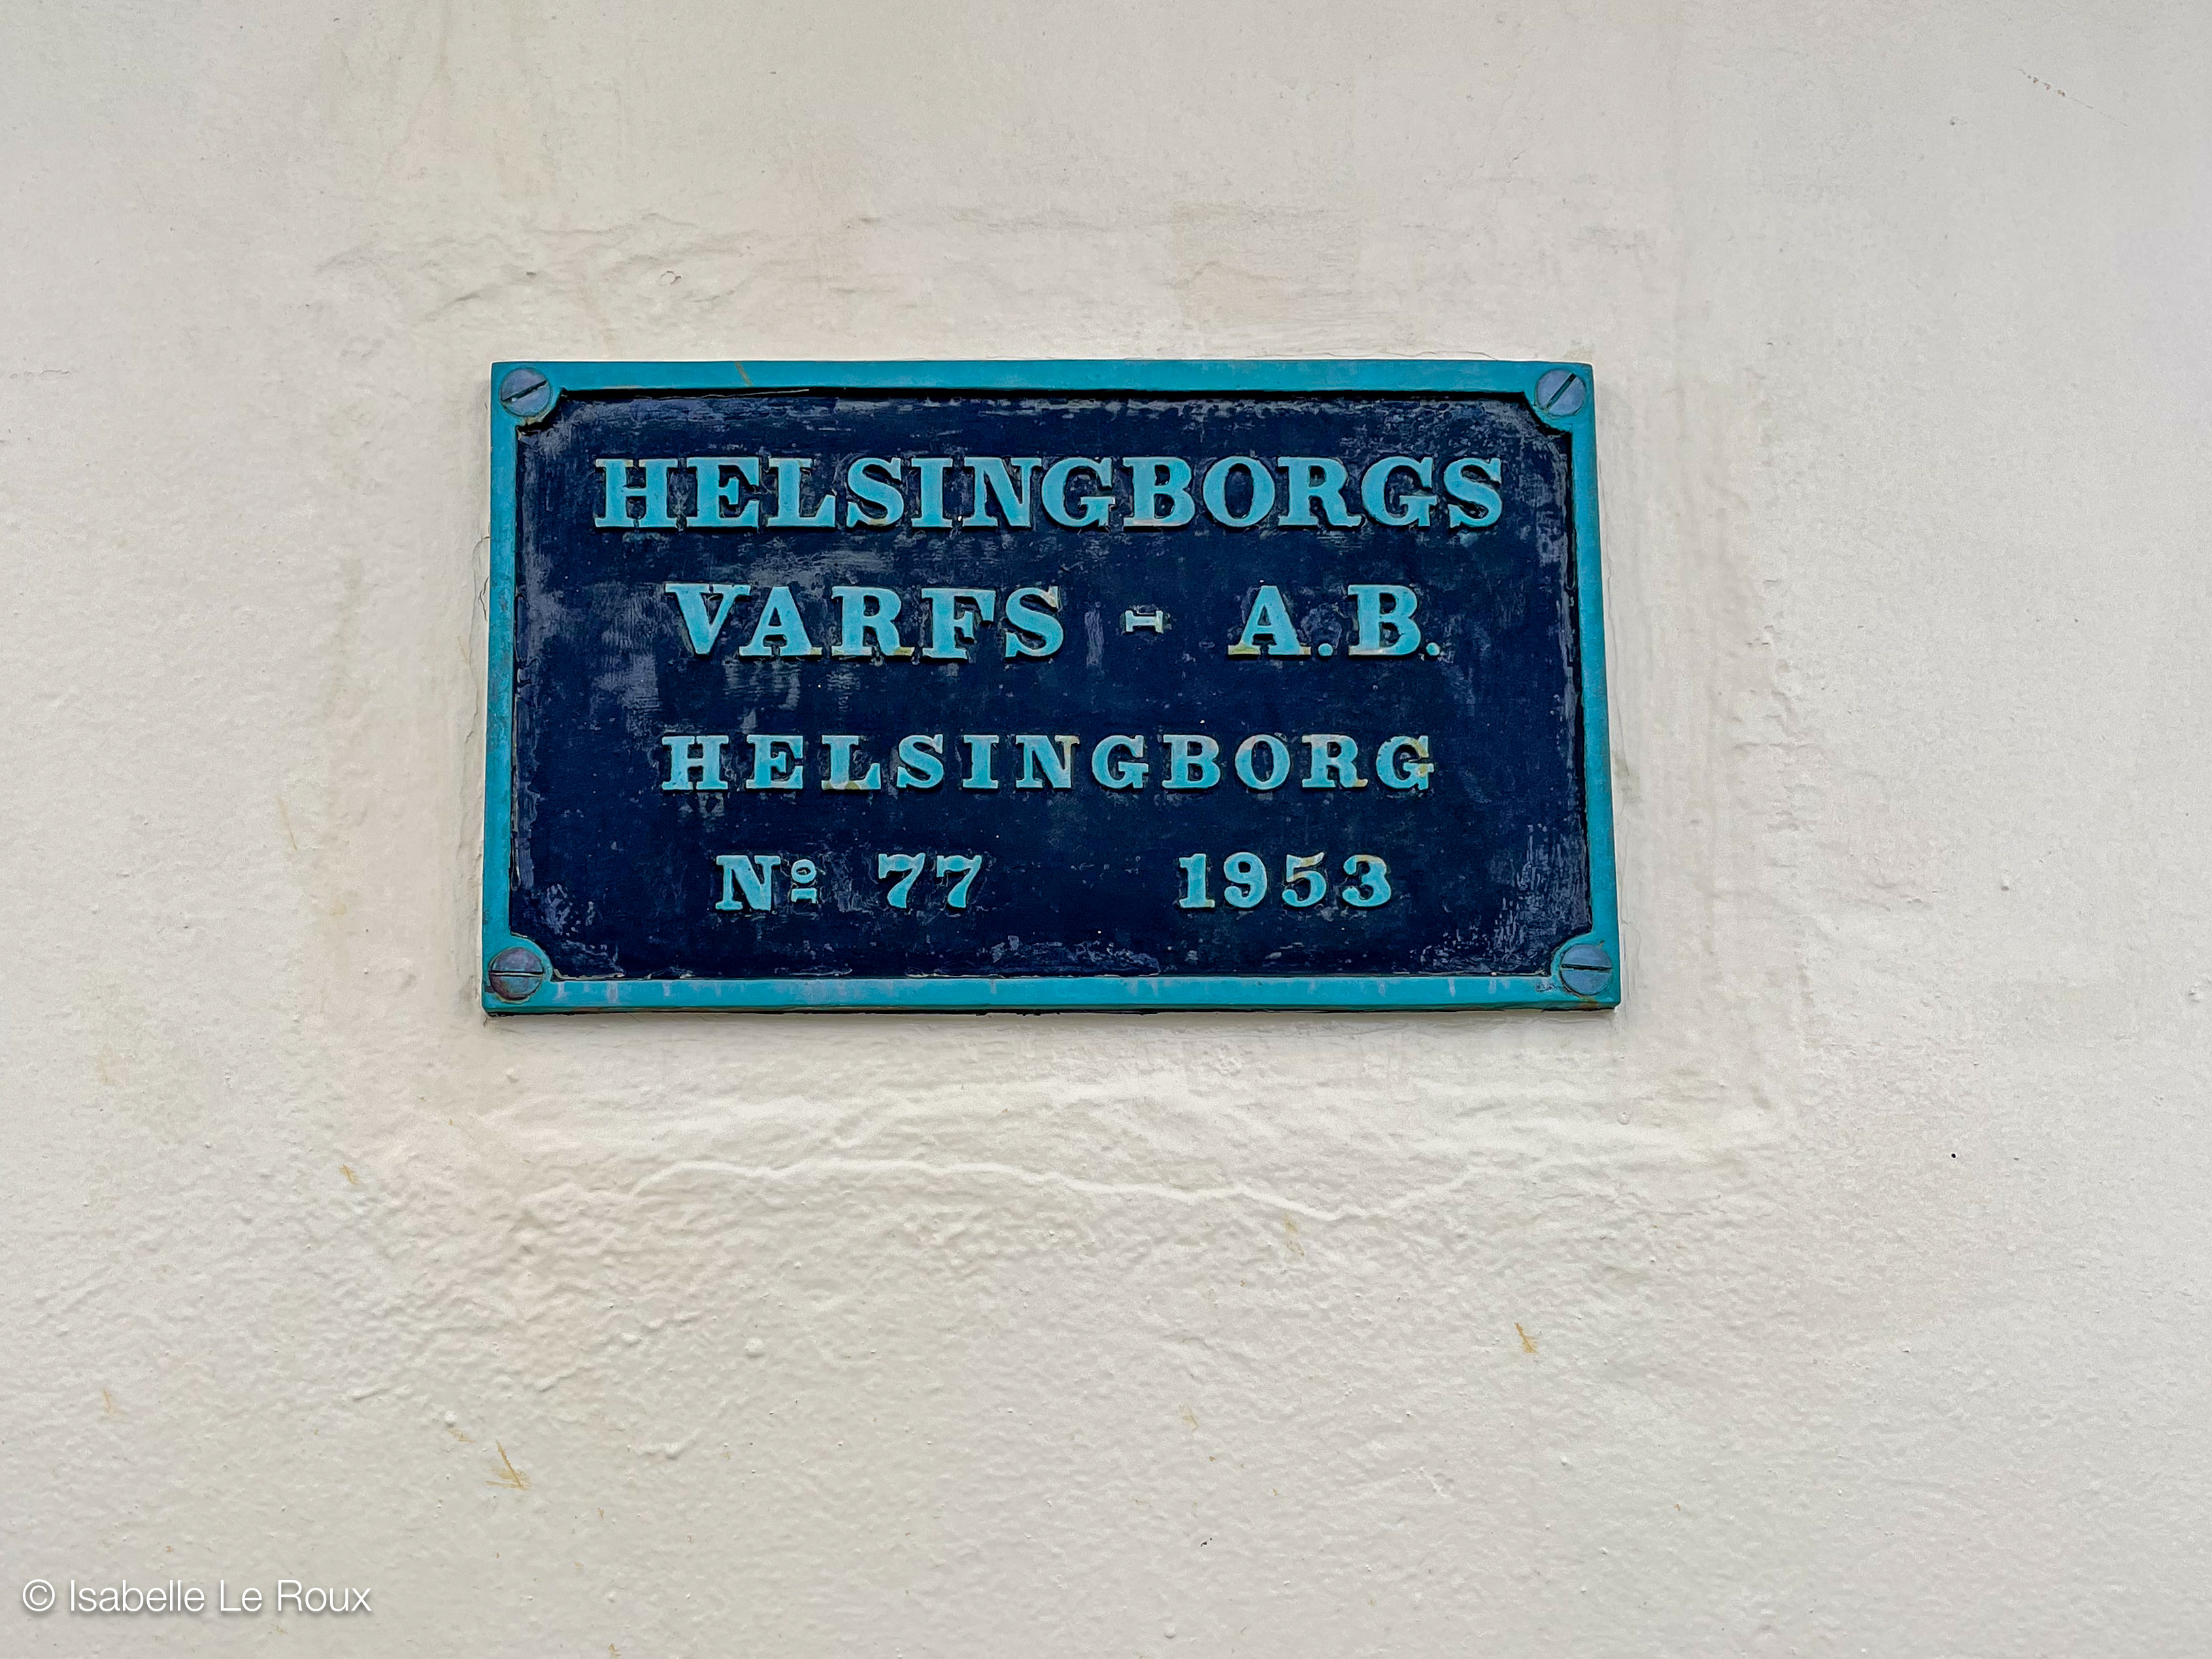 HELSINGBORGS
VARFS - A.B.
HELSINGBORG
Nº 77 1953
© Isabelle Le Roux